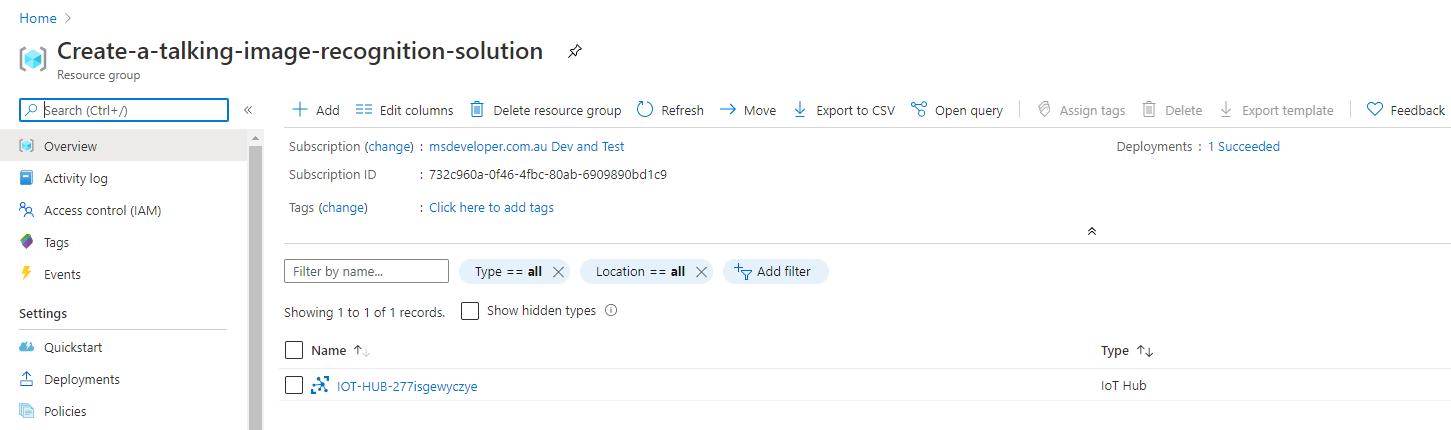 Home >
Create-a-talking-image-recognition-solution
Resource group
Search (Ctrl+/)
«
Add Edit columns Delete resource group Refresh Move Export to CSV Open query Assign tags Delete Export template Feedback
Overview
Activity log
Access control (IAM)
Tags
Events
Settings
Quickstart
Deployments
Policies
Subscription (change) : msdeveloper.com.au Dev and Test
Deployments : 1 Succeeded
Subscription ID : 732c960a-0f46-4fbc-80ab-6909890bd1c9
Tags (change) : Click here to add tags
Filter by name... Type == all Location == all Add filter
Showing 1 to 1 of 1 records. Show hidden types
Name ↑↓ Type ↑↓
IOT-HUB-277isgewyczye IoT Hub